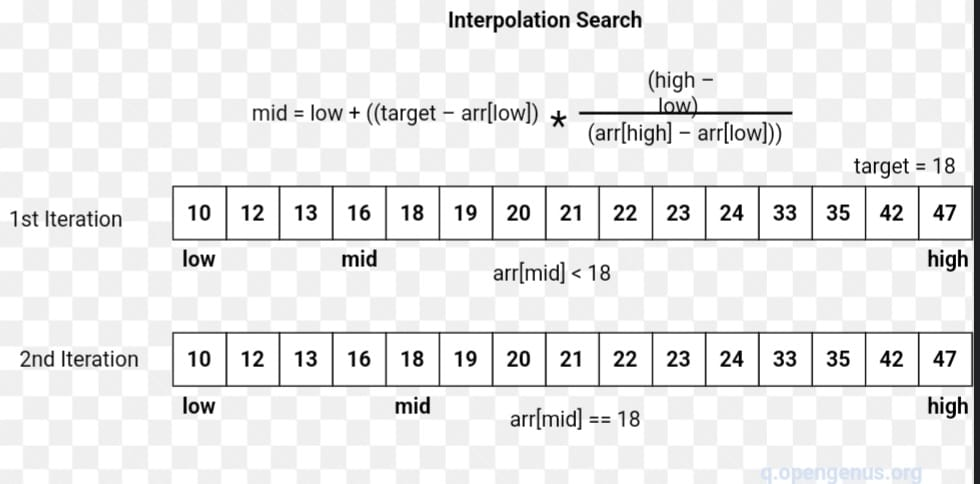 Interpolation Search
(high −
low)
mid = low + ((target − arr[low]) *
(arr[high] − arr[low]))
target = 18
1st Iteration 10 12 13 16 18 19 20 21 22 23 24 33 35 42 47
low mid high
arr[mid] < 18
2nd Iteration 10 12 13 16 18 19 20 21 22 23 24 33 35 42 47
low mid high
arr[mid] == 18
q.opengenus.org